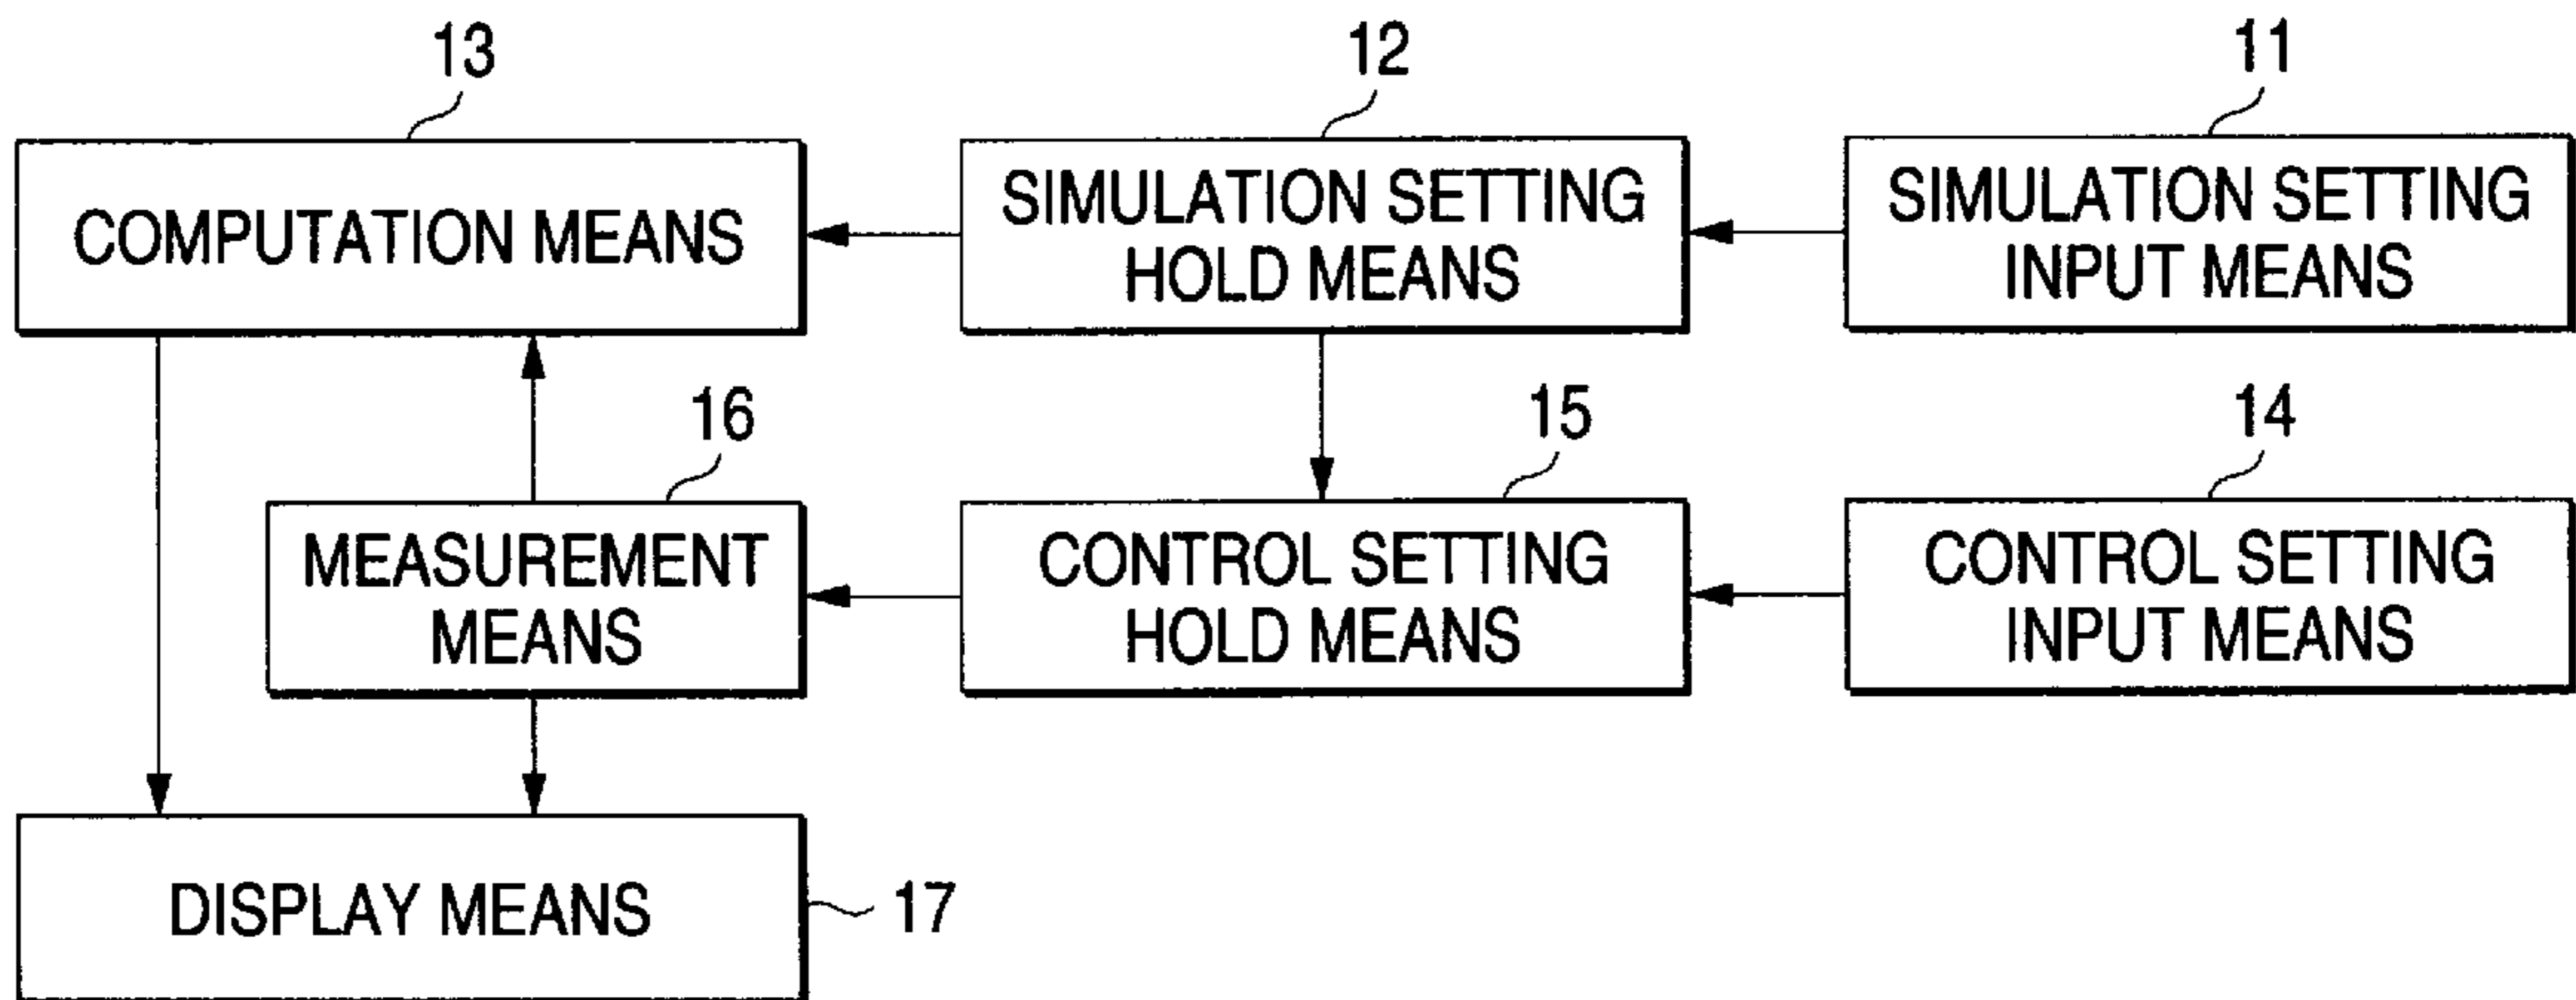 13
12
11
COMPUTATION MEANS
SIMULATION SETTING
HOLD MEANS
SIMULATION SETTING
INPUT MEANS
16
15
14
MEASUREMENT
MEANS
CONTROL SETTING
HOLD MEANS
CONTROL SETTING
INPUT MEANS
DISPLAY MEANS
17